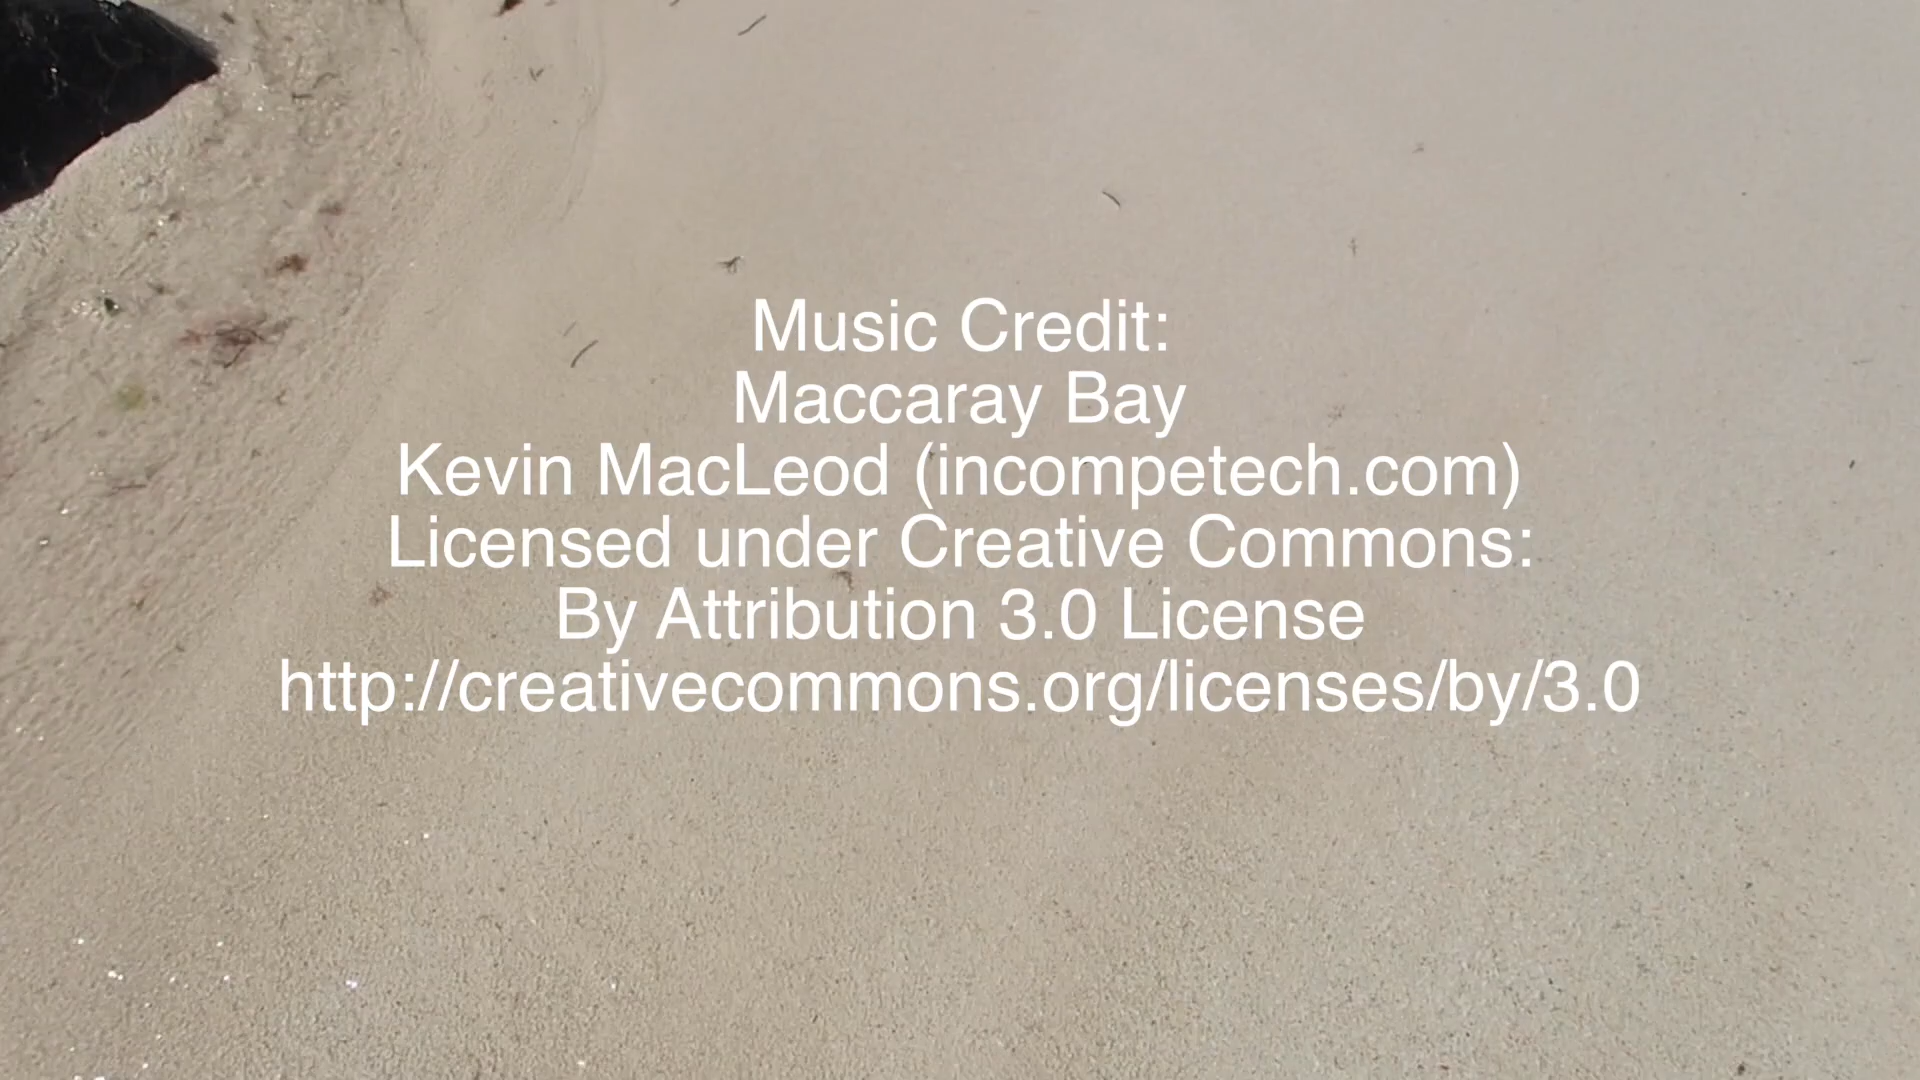 Music Credit:
Maccaray Bay
Kevin MacLeod (incompetech.com)
Licensed under Creative Commons:
By Attribution 3.0 License
http://creativecommons.org/licenses/by/3.0